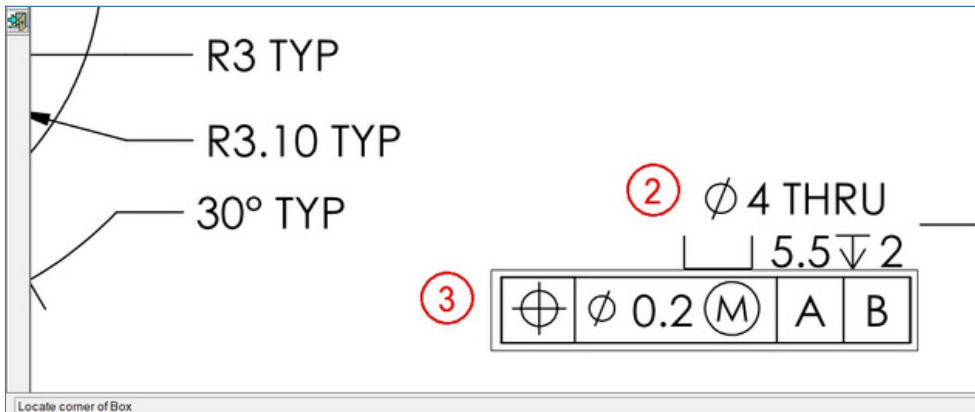 R3 TYP
R3.10 TYP
30° TYP
2
⌀ 4 THRU
⌴ 5.5 ↧ 2
3
⌖ ⌀ 0.2 Ⓜ A B
Locate corner of Box